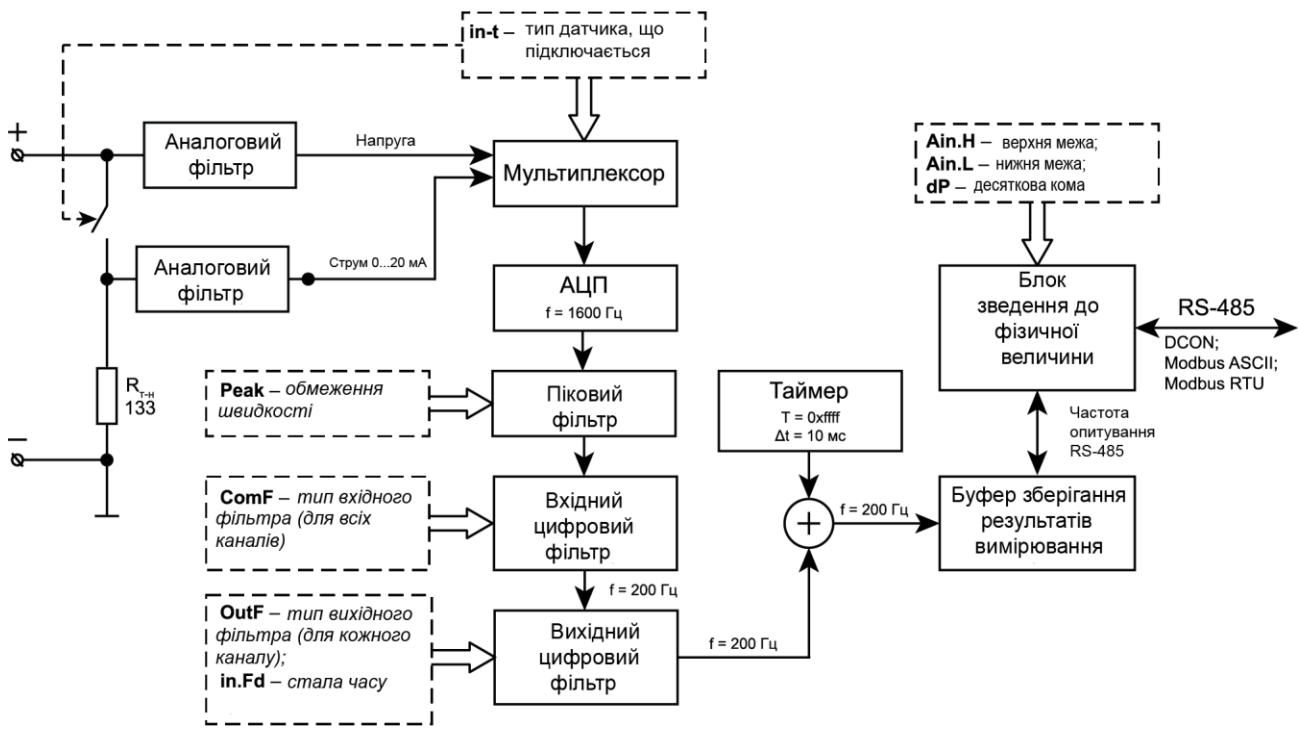 in-t – тип датчика, що
підключається
+
Аналоговий
фільтр
Напруга
Мультиплексор
Ain.H – верхня межа;
Ain.L – нижня межа;
dP – десяткова кома
Аналоговий
фільтр
Струм 0...20 мА
АЦП
f = 1600 Гц
Блок
зведення до
фізичної
величини
RS-485
DCON;
Modbus ASCII;
Modbus RTU
Rт-н
133
–
Peak – обмеження
швидкості
Піковий
фільтр
Таймер
T = 0xffff
Δt = 10 мс
Частота
опитування
RS-485
ComF – тип вхідного
фільтра (для всіх
каналів)
Вхідний
цифровий
фільтр
+
f = 200 Гц
Буфер зберігання
результатів
вимірювання
f = 200 Гц
OutF – тип вихідного
фільтра (для кожного
каналу);
in.Fd – стала часу
Вихідний
цифровий
фільтр
f = 200 Гц